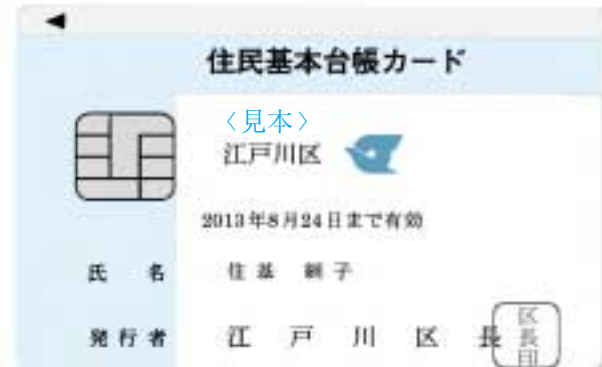 住民基本台帳カード
〈見本〉
江戸川区
2013年8月24日まで有効
氏 名 住 基 網 子
発 行 者 江 戸 川 区 長
区長印